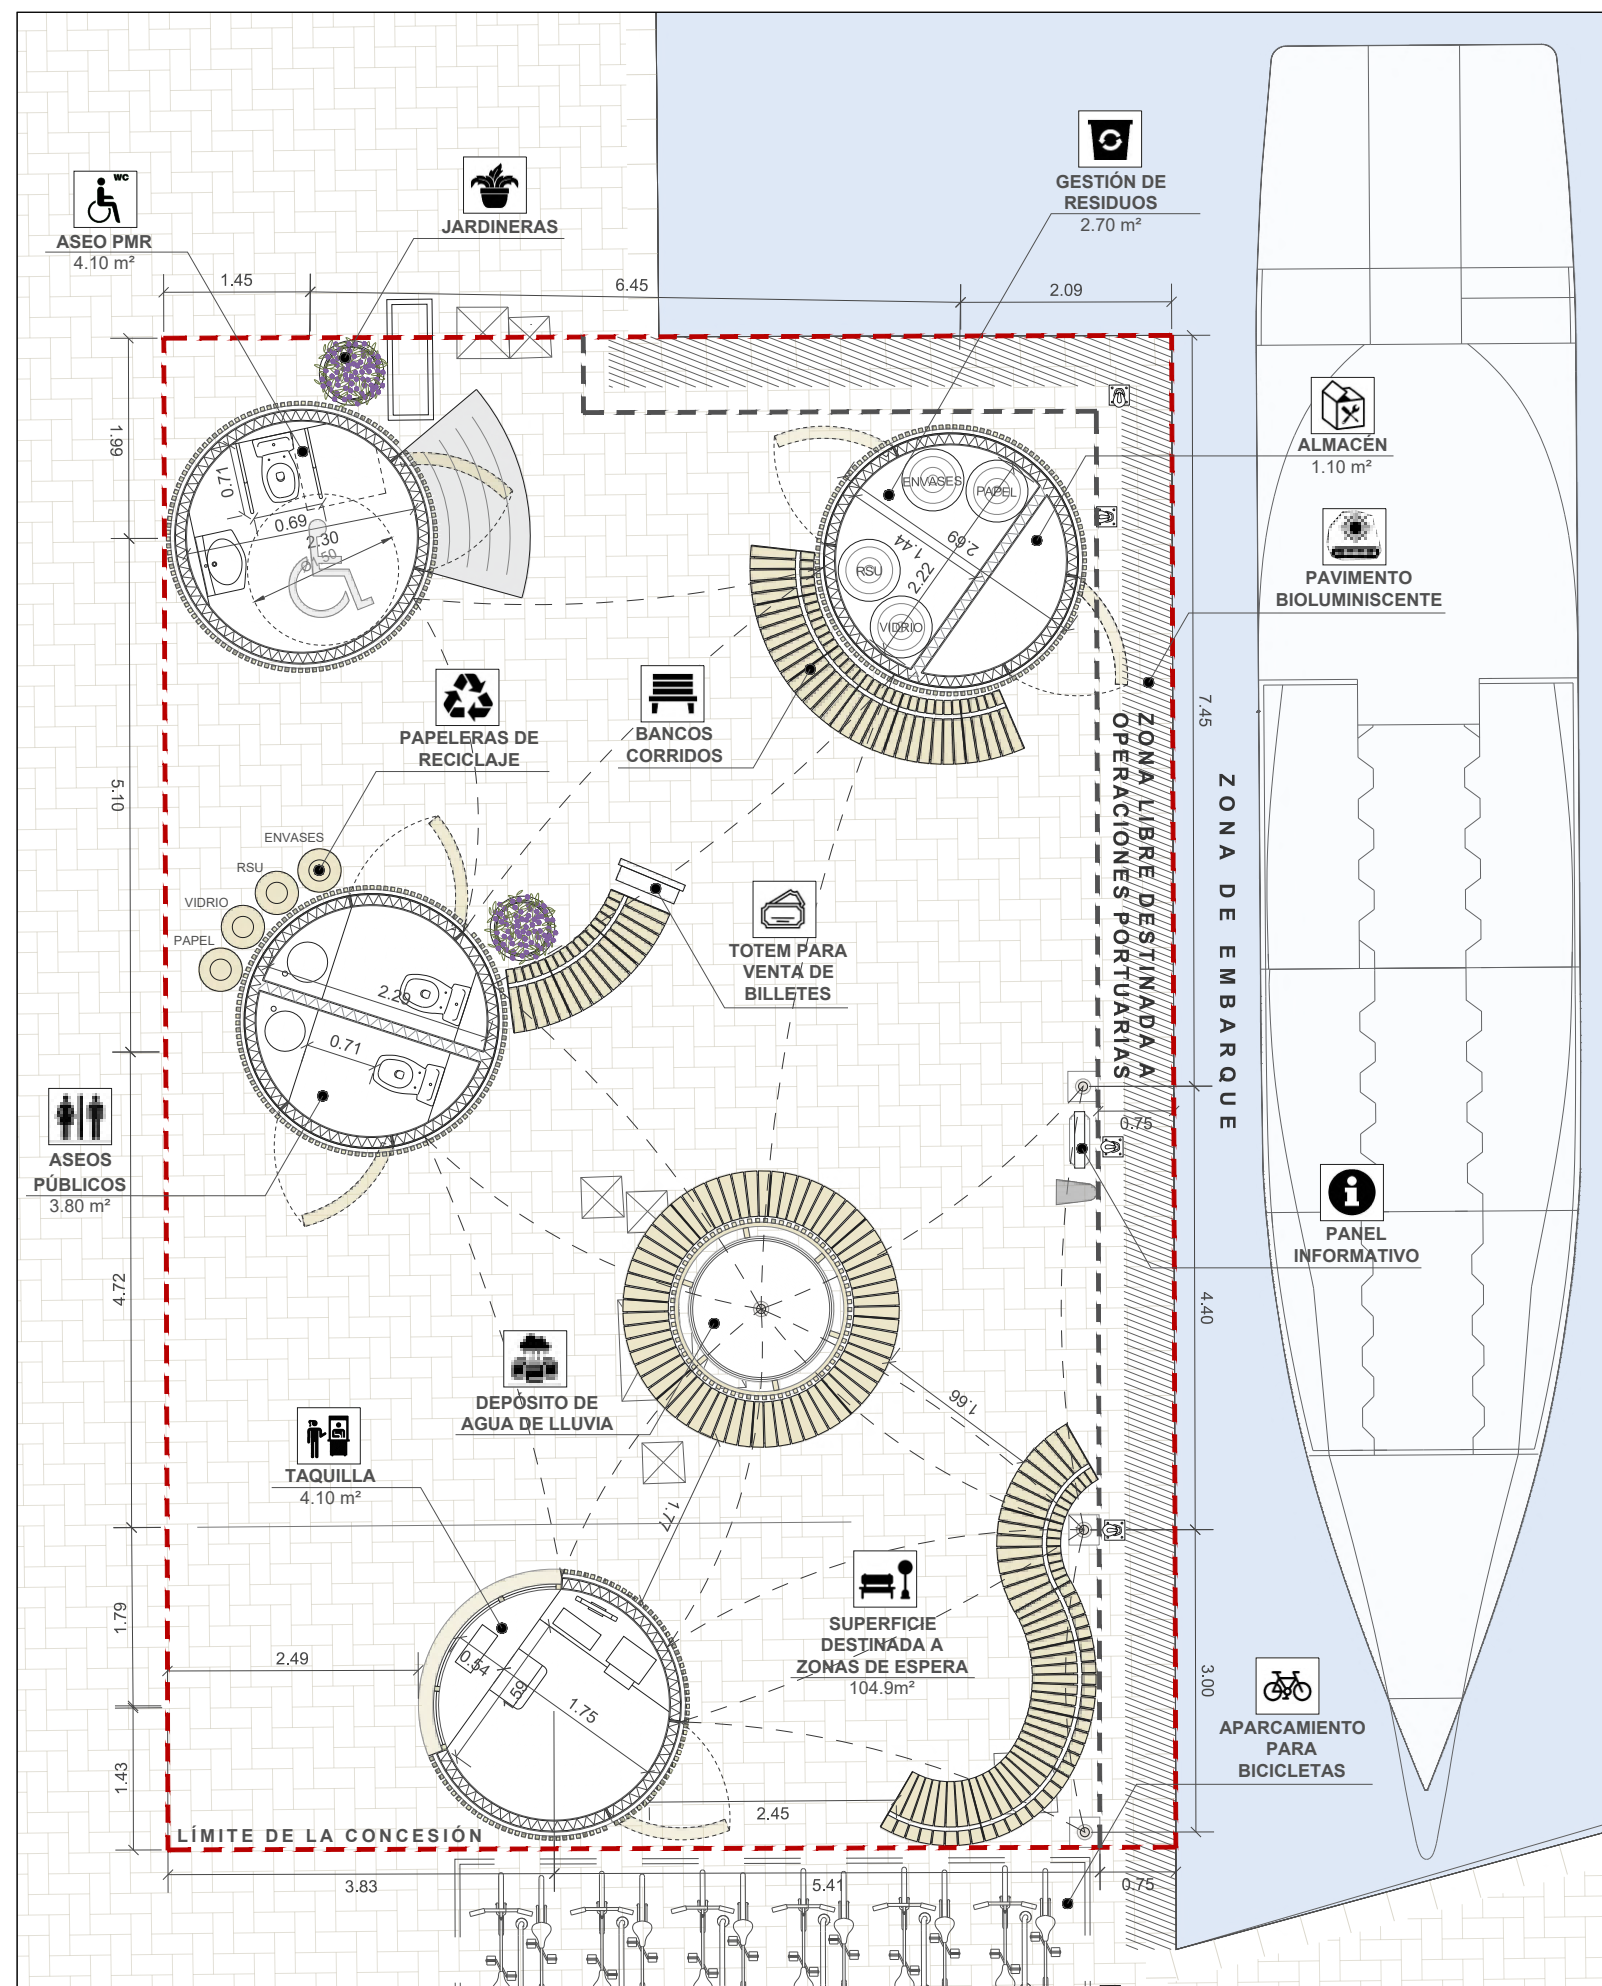 WC
ASEO PMR
4.10 m²
JARDINERAS
GESTIÓN DE
RESIDUOS
2.70 m²
1.45
6.45
2.09
ALMACÉN
1.10 m²
1.99
0.71
0.69
2.30
ENVASES
PAPEL
RSU
VIDRIO
1.44
2.69
2.22
PAVIMENTO
BIOLUMINISCENTE
PAPELERAS DE
RECICLAJE
BANCOS
CORRIDOS
7.45
5.10
ZONA LIBRE DESTINADA A
OPERACIONES PORTUARIAS
ZONA DE EMBARQUE
ENVASES
RSU
VIDRIO
PAPEL
2.29
0.71
TOTEM PARA
VENTA DE
BILLETES
ASEOS
PÚBLICOS
3.80 m²
0.75
PANEL
INFORMATIVO
4.72
4.40
DEPÓSITO DE
AGUA DE LLUVIA
1.66
TAQUILLA
4.10 m²
1.77
1.79
2.49
0.54
1.59
1.75
SUPERFICIE
DESTINADA A
ZONAS DE ESPERA
104.9m²
3.00
APARCAMIENTO
PARA
BICICLETAS
1.43
2.45
LÍMITE DE LA CONCESIÓN
3.83
5.41
0.75